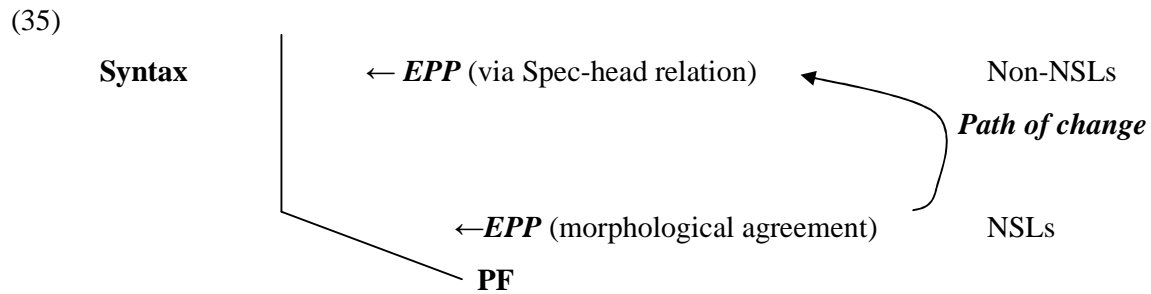 (35)
Syntax ← EPP (via Spec-head relation) Non-NSLs
Path of change
←EPP (morphological agreement) NSLs
PF